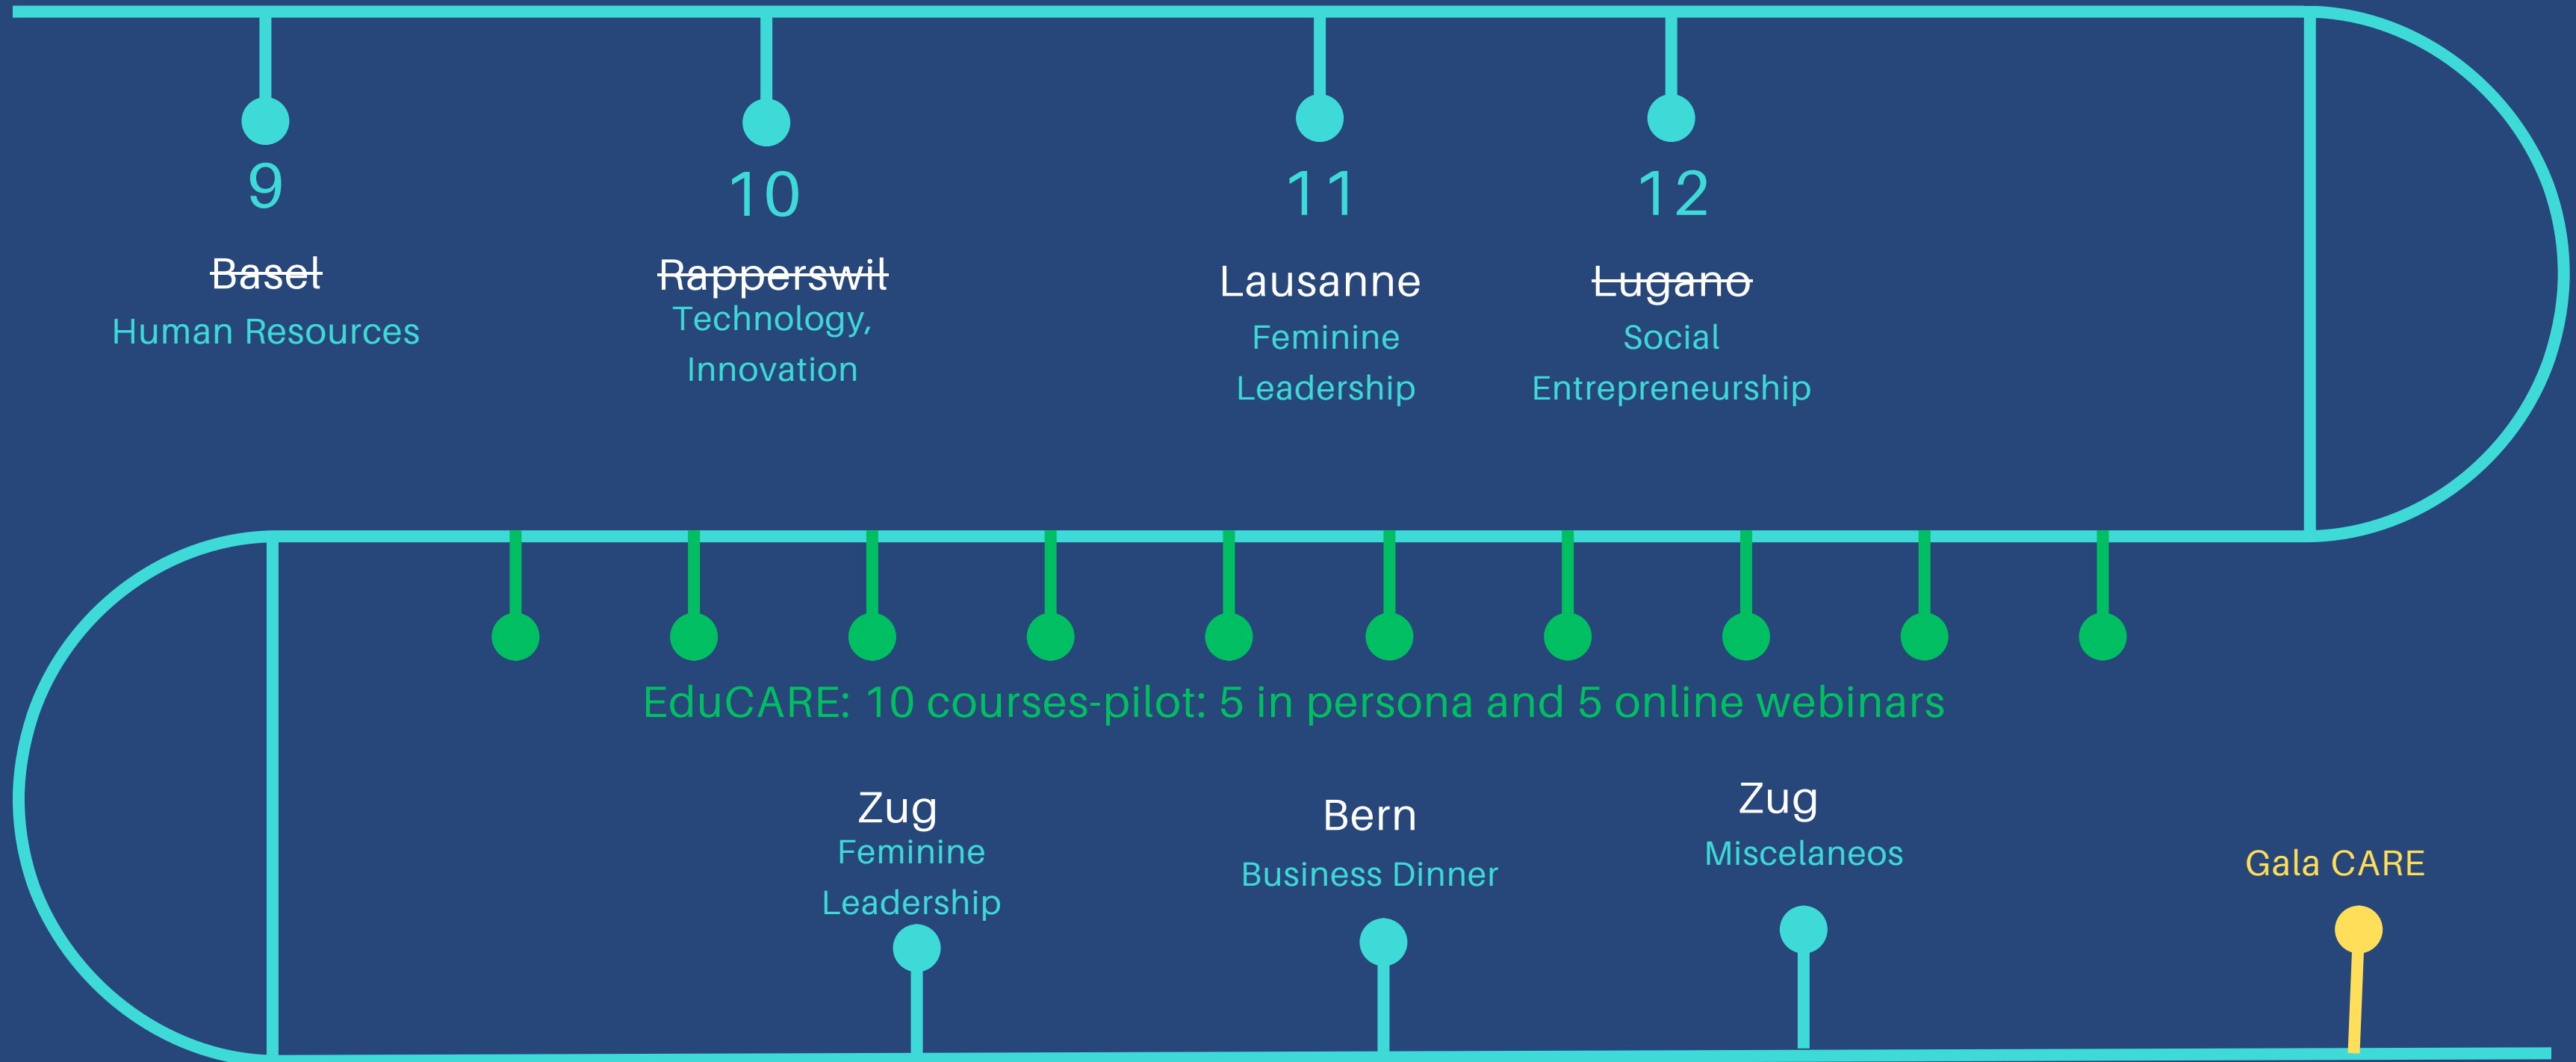 9
10
11
12
Basel
Rapperswil
Lausanne
Lugano
Human Resources
Technology,
Innovation
Feminine
Leadership
Social
Entrepreneurship
EduCARE: 10 courses-pilot: 5 in persona and 5 online webinars
Zug
Feminine
Leadership
Bern
Business Dinner
Zug
Miscelaneos
Gala CARE